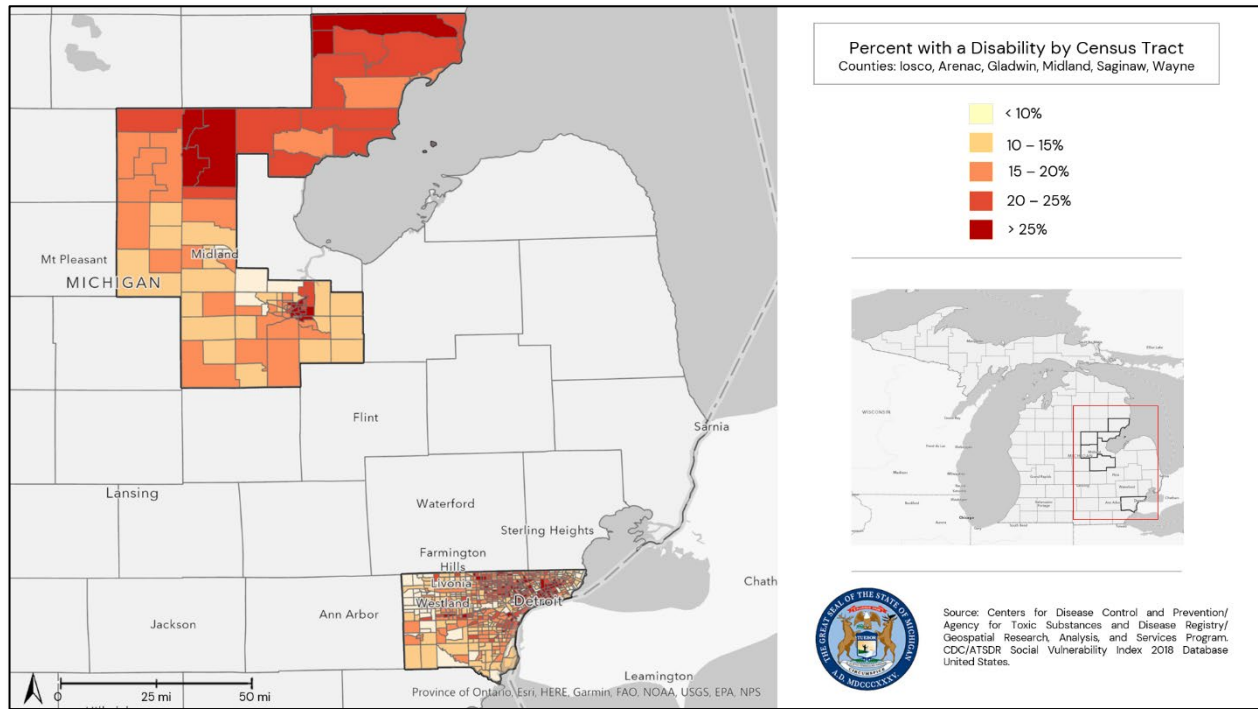 Percent with a Disability by Census Tract
Counties: Iosco, Arenac, Gladwin, Midland, Saginaw, Wayne
< 10%
10 – 15%
15 – 20%
20 – 25%
> 25%
Mt Pleasant
Midland
MICHIGAN
Flint
Sarnia
Lansing
Waterford
Sterling Heights
Farmington
Hills
Livonia
Westland
Detroit
Chath
Ann Arbor
Jackson
Leamington
0
25 mi
50 mi
Province of Ontario, Esri, HERE, Garmin, FAO, NOAA, USGS, EPA, NPS
WISCONSIN
MICHIGAN
Chicago
THE GREAT SEAL OF THE STATE OF MICHIGAN
TUEBOR
A.D. MDCCCXXXV.
Source: Centers for Disease Control and Prevention/
Agency for Toxic Substances and Disease Registry/
Geospatial Research, Analysis, and Services Program.
CDC/ATSDR Social Vulnerability Index 2018 Database
United States.